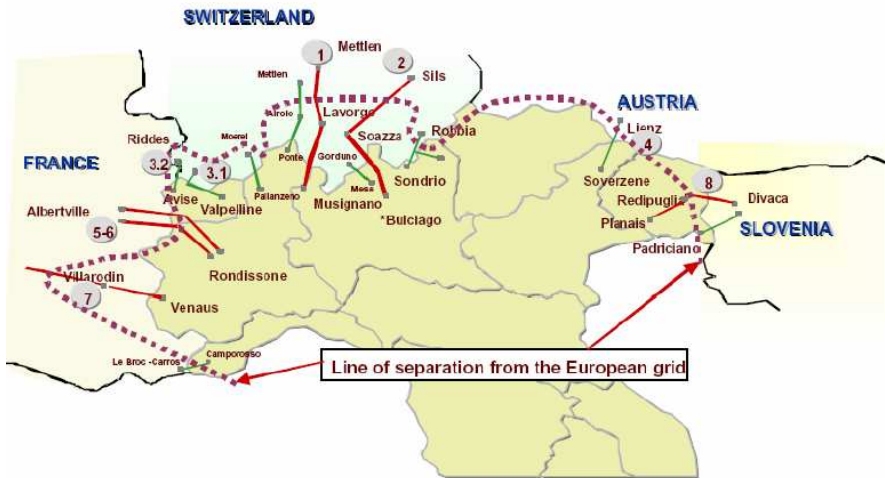 SWITZERLAND
1
Mettlen
2
Sils
Mettlen
Airolo
Lavorgo
Soazza
Robbia
AUSTRIA
Lienz
4
Riddes
Moerel
FRANCE
3.2
3.1
Ponte
Gorduno
Mese
Sondrio
Soverzene
8
Avise
Valpelline
Pallanzeno
Musignano
Redipuglia
Divaca
Albertville
*Bulciago
Planais
SLOVENIA
5-6
Padriciano
Rondissone
Villarodin
7
Venaus
Camporosso
Le Broc -Carros
Line of separation from the European grid